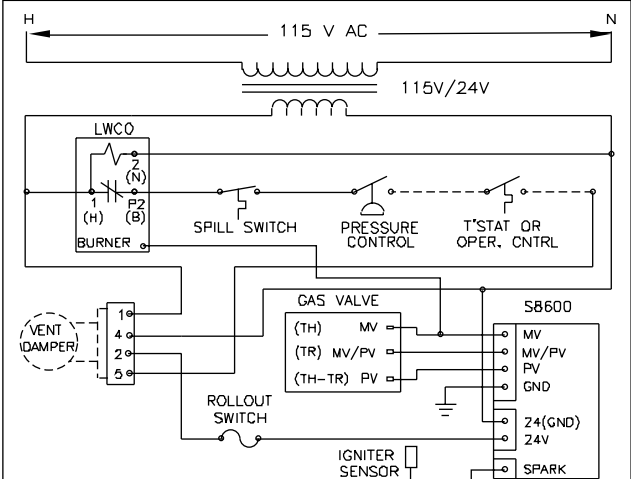 H
N
115 V AC
115V/24V
LWCO
2
(N)
1
(H)
P2
(B)
BURNER
SPILL SWITCH
PRESSURE
CONTROL
T"STAT OR
OPER. CNTRL
VENT
DAMPER
1
4
2
5
GAS VALVE
(TH) MV
(TR) MV/PV
(TH-TR) PV
S8600
MV
MV/PV
PV
GND
24(GND)
24V
SPARK
ROLLOUT
SWITCH
IGNITER
SENSOR